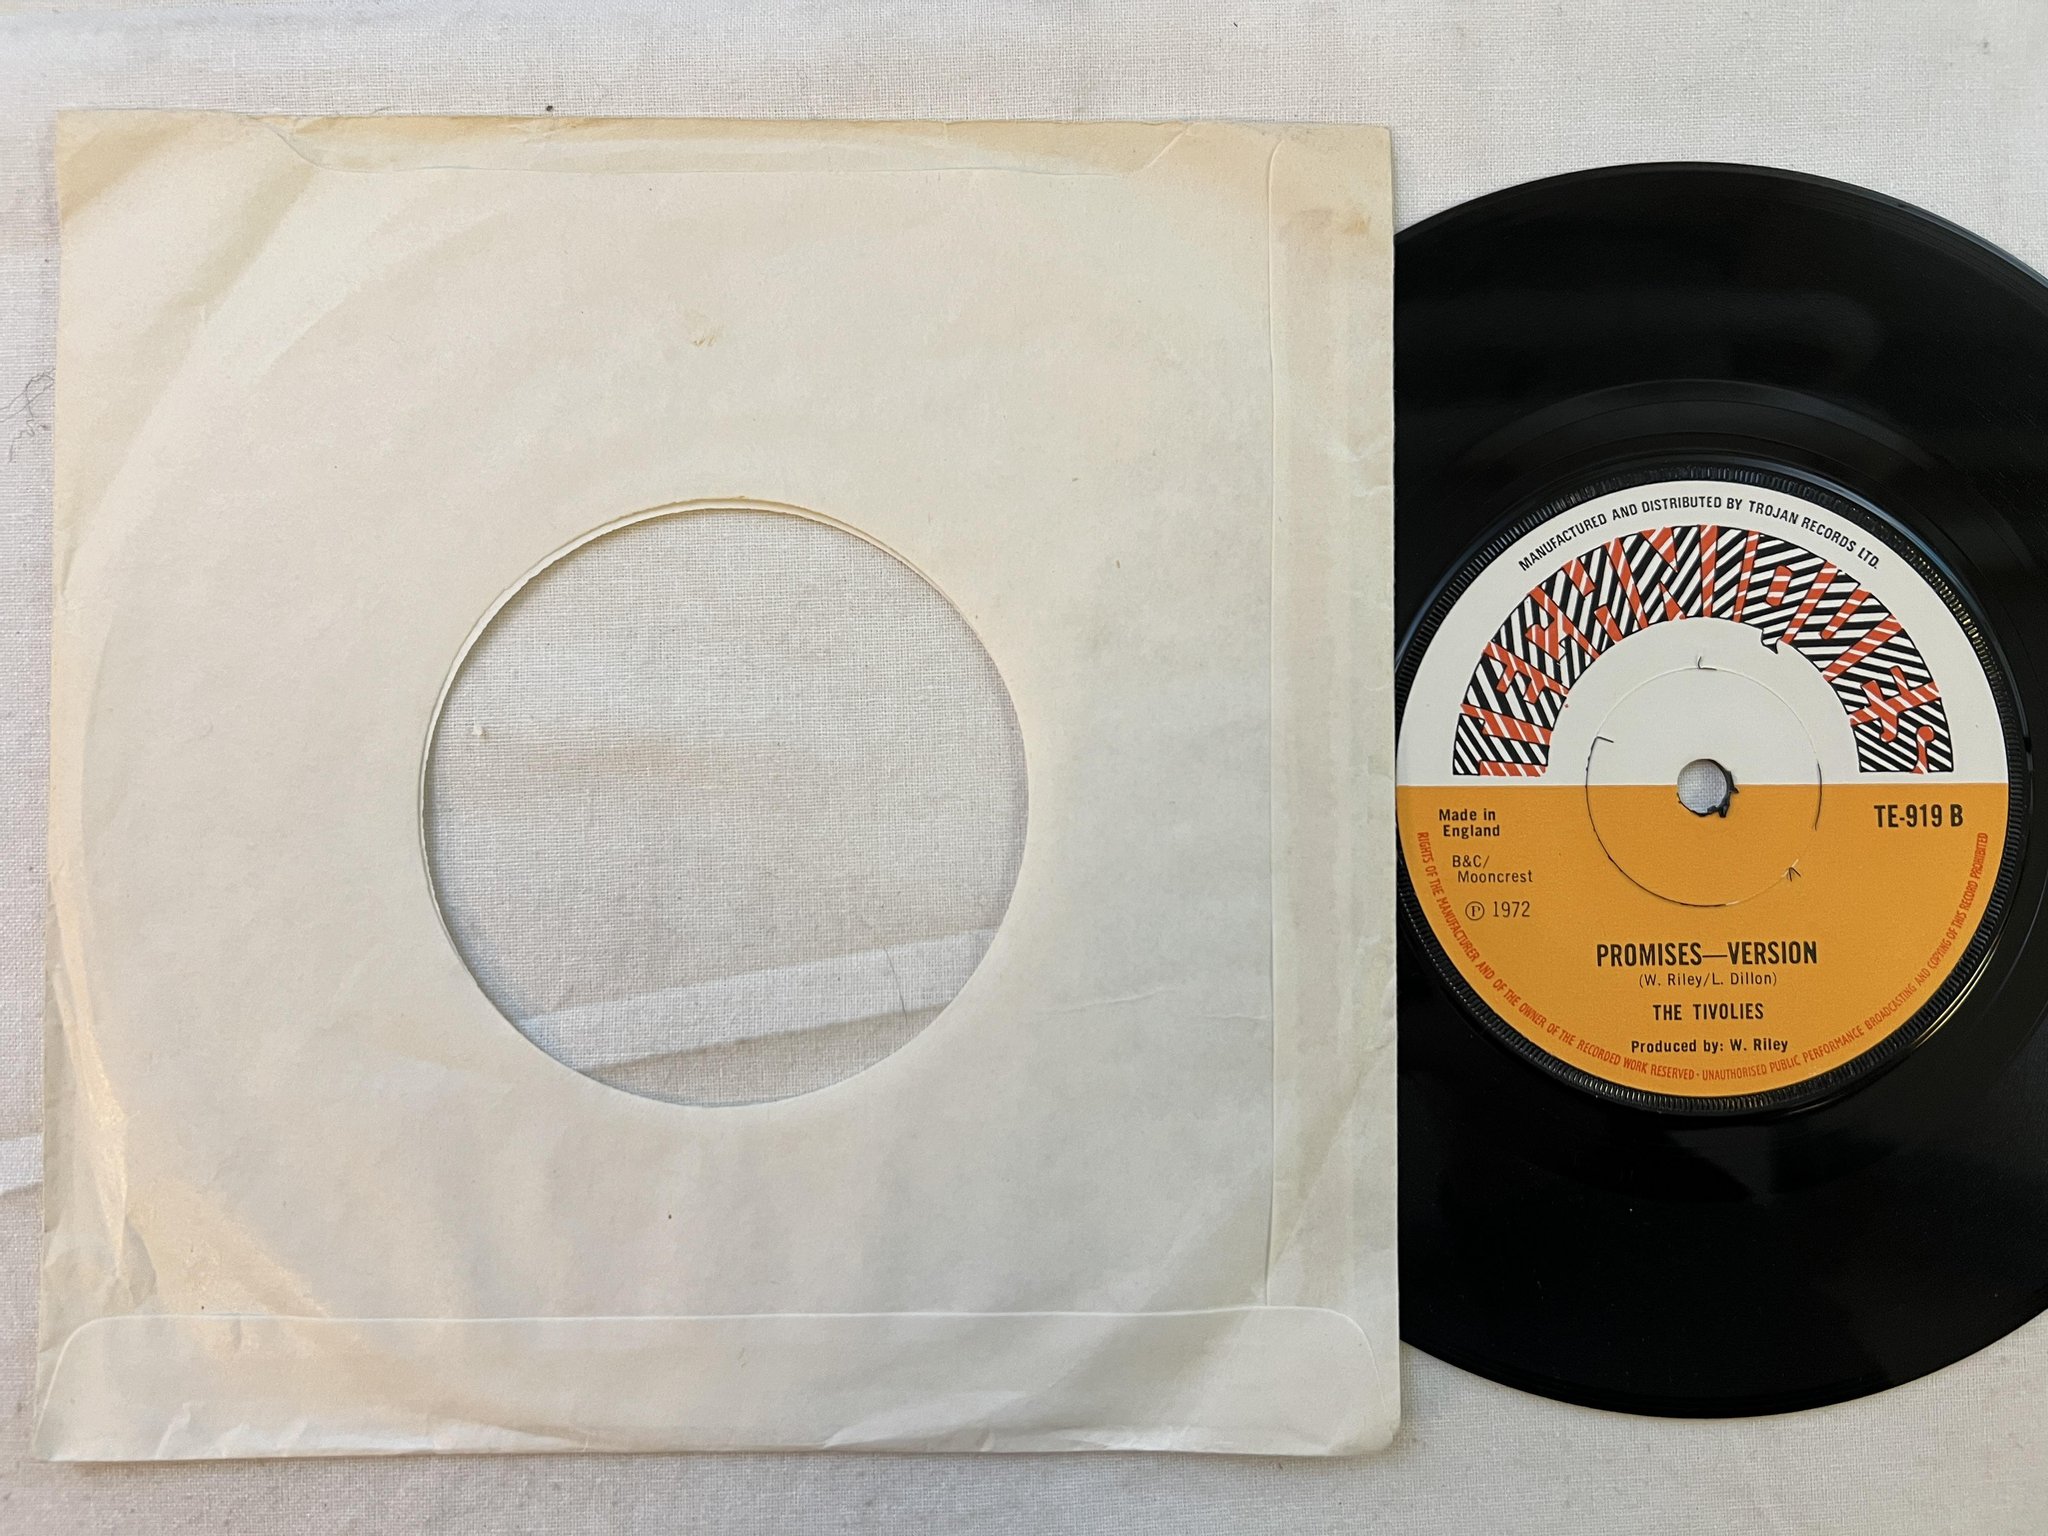 MANUFACTURED AND DISTRIBUTED BY TROJAN RECORDS LTD.
TECHNIQUES
Made in
England
TE-919 B
B&C/
Mooncrest
Ⓟ 1972
PROMISES—VERSION
(W. Riley/L. Dillon)
THE TIVOLIES
Produced by: W. Riley
RIGHTS OF THE MANUFACTURER AND OF THE OWNER OF THE RECORDED WORK RESERVED · UNAUTHORISED PUBLIC PERFORMANCE BROADCASTING AND COPYING OF THIS RECORD PROHIBITED